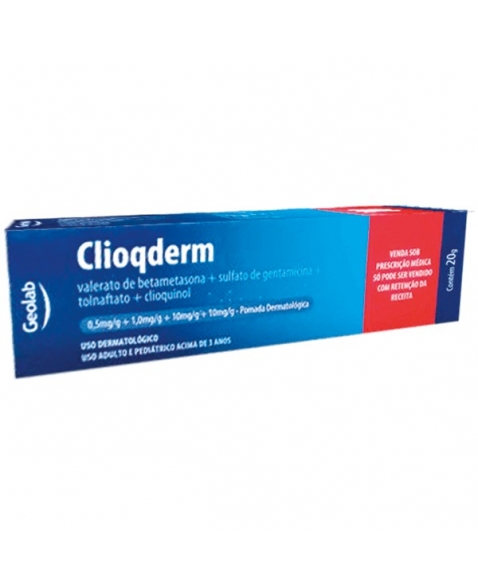 Geolab
Clioqderm
valerato de betametasona + sulfato de gentamicina +
tolnaftato + clioquinol
0,5mg/g + 1,0mg/g + 10mg/g + 10mg/g - Pomada Dermatológica
USO DERMATOLÓGICO
USO ADULTO E PEDIÁTRICO ACIMA DE 3 ANOS
VENDA SOB
PRESCRIÇÃO MÉDICA
SÓ PODE SER VENDIDO
COM RETENÇÃO DA
RECEITA
Contém 20g